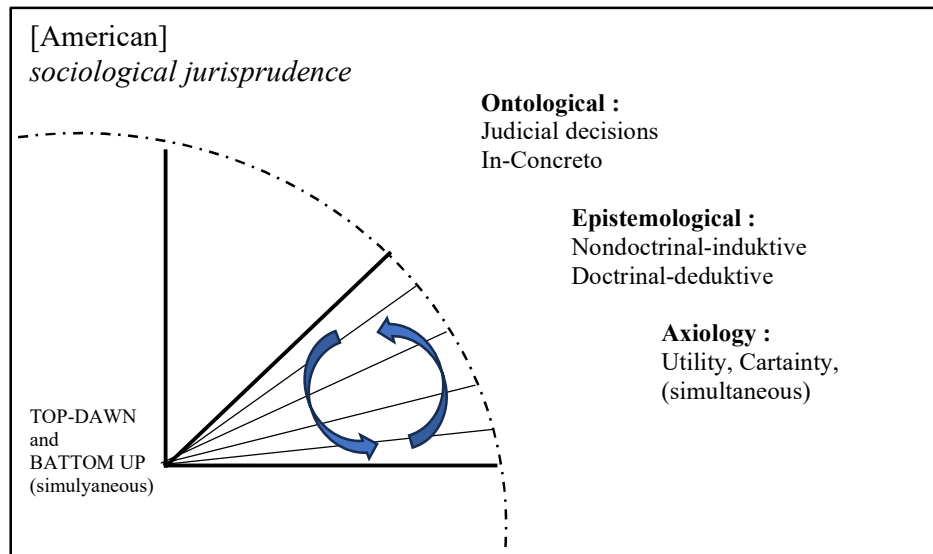 [American]
sociological jurisprudence
Ontological :
Judicial decisions
In-Concreto
Epistemological :
Nondoctrinal-induktive
Doctrinal-deduktive
Axiology :
Utility, Cartainty,
(simultaneous)
TOP-DAWN
and
BATTOM UP
(simulyaneous)